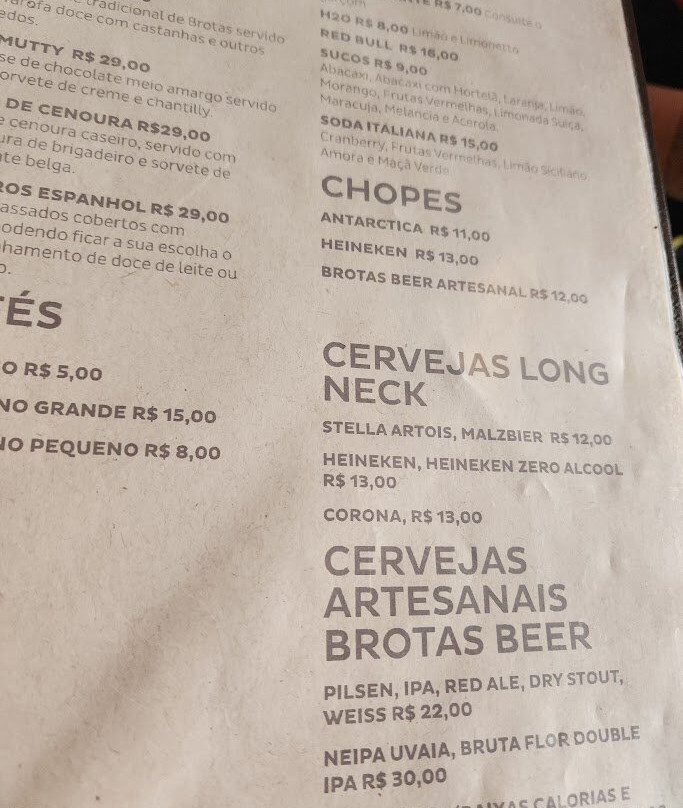 tradicional de Brotas servido
doce com castanhas e outros
MUTTY R$ 29,00
se de chocolate meio amargo servido
sorvete de creme e chantilly
DE CENOURA R$29,00
cenoura caseiro, servido com
ura de brigadeiro e sorvete de
te belga.
ROS ESPANHOL R$ 29,00
assados cobertos com
odendo ficar a sua escolha o
hamento de doce de leite ou
o.
TÉS
O R$ 5,00
NO GRANDE R$ 15,00
NO PEQUENO R$ 8,00
R$ 7,00 Consulte o
H2O R$ 8,00 Limão e Limonetto
RED BULL R$ 16,00
SUCOS R$ 9,00
Abacaxi, Abacaxi com Hortelã, Laranja, Limão,
Morango, Frutas Vermelhas, Limonada Suíça,
Maracujá, Melancia e Acerola.
SODA ITALIANA R$ 15,00
Cranberry, Frutas Vermelhas, Limão Siciliano
Amora e Maçã Verde
CHOPES
ANTARCTICA R$ 11,00
HEINEKEN R$ 13,00
BROTAS BEER ARTESANAL R$ 12,00
CERVEJAS LONG
NECK
STELLA ARTOIS, MALZBIER R$ 12,00
HEINEKEN, HEINEKEN ZERO ALCOOL
R$ 13,00
CORONA, R$ 13,00
CERVEJAS
ARTESANAIS
BROTAS BEER
PILSEN, IPA, RED ALE, DRY STOUT,
WEISS R$ 22,00
NEIPA UVAIA, BRUTA FLOR DOUBLE
IPA R$ 30,00
CALORIAS E